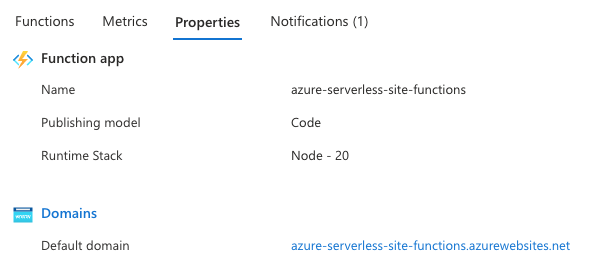 Functions Metrics Properties Notifications (1)
Function app
Name azure-serverless-site-functions
Publishing model Code
Runtime Stack Node - 20
Domains
Default domain azure-serverless-site-functions.azurewebsites.net